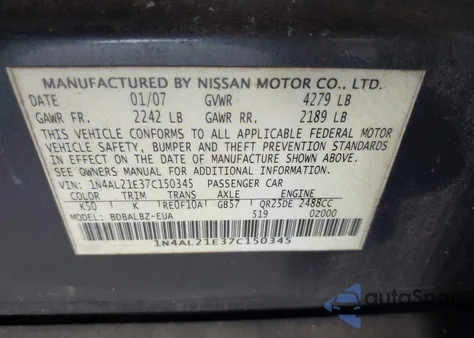 MANUFACTURED BY NISSAN MOTOR CO., LTD.
DATE 01/07 GVWR 4279 LB
GAWR FR. 2242 LB GAWR RR. 2189 LB
THIS VEHICLE CONFORMS TO ALL APPLICABLE FEDERAL MOTOR
VEHICLE SAFETY, BUMPER AND THEFT PREVENTION STANDARDS
IN EFFECT ON THE DATE OF MANUFACTURE SHOWN ABOVE.
SEE OWNERS MANUAL FOR ADDITIONAL INFORMATION.
VIN:1N4AL21E37C150345 PASSENGER CAR
COLOR TRIM TRANS AXLE ENGINE
K50 K RE0F10A GB57 QR25DE 2488CC
MODEL: BDBALBZ-EUA 519 0Z000
1N4AL21E37C150345
autoSpar